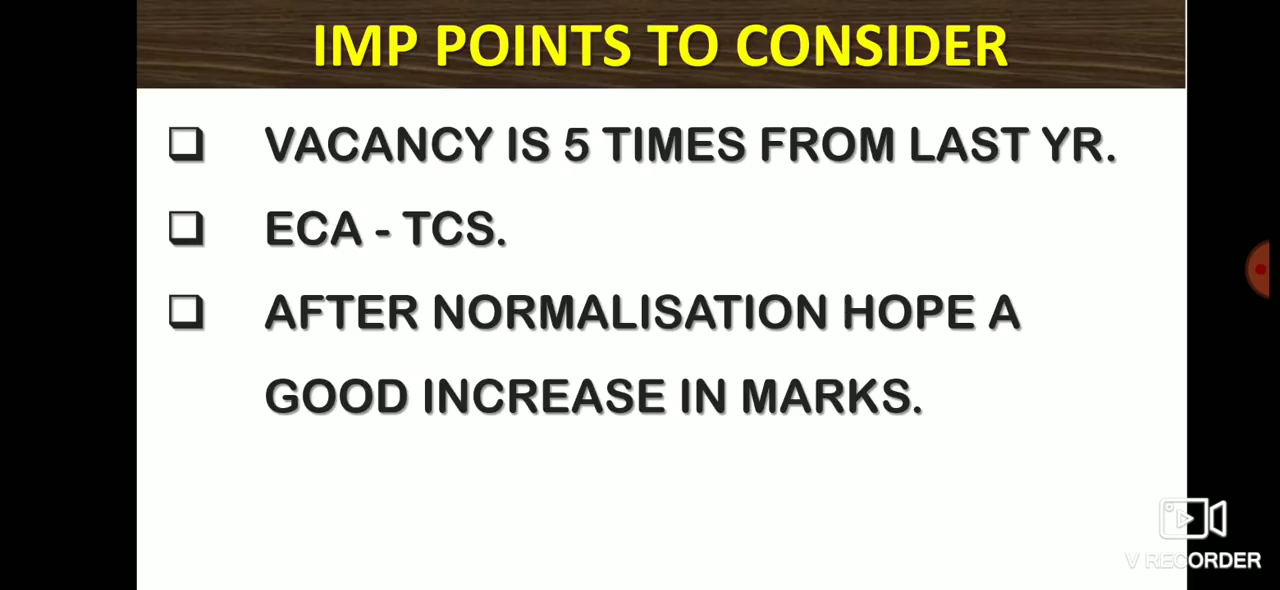 IMP POINTS TO CONSIDER
VACANCY IS 5 TIMES FROM LAST YR.
ECA - TCS.
AFTER NORMALISATION HOPE A
GOOD INCREASE IN MARKS.
V RECORDER